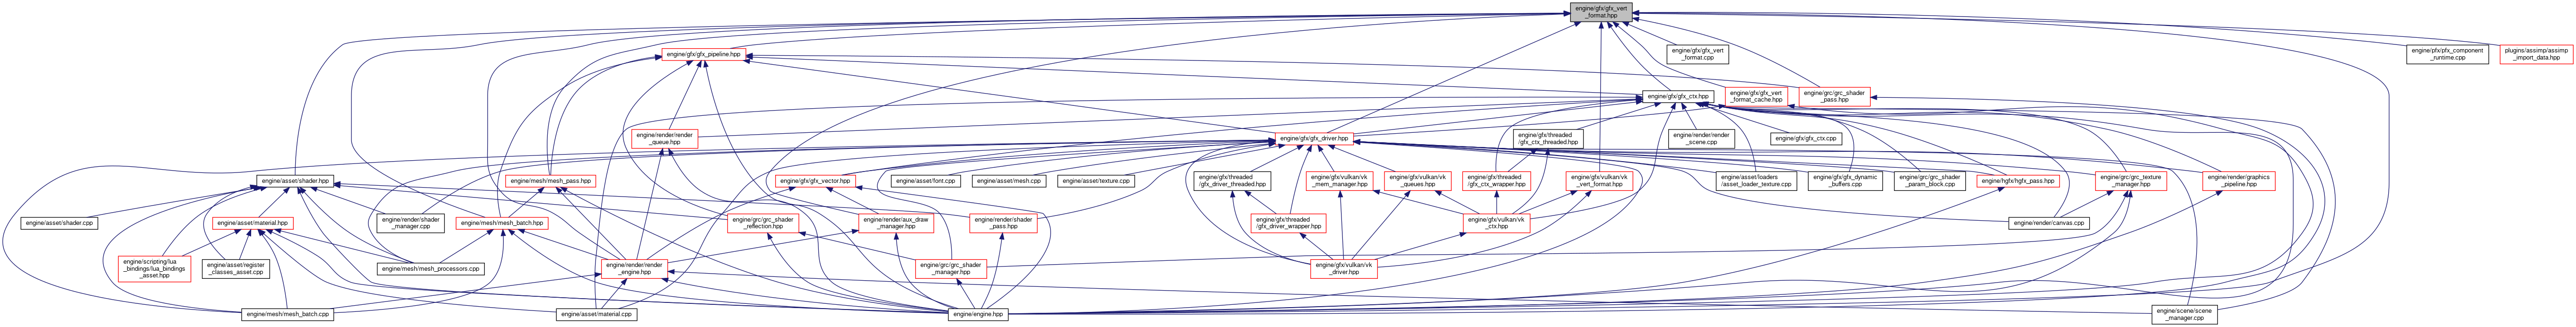 engine/gfx/gfx_vert
_format.hpp
engine/gfx/gfx_pipeline.hpp
engine/gfx/gfx_vert
_format.cpp
engine/pfx/pfx_component
_runtime.cpp
plugins/assimp/assimp
_import_data.hpp
engine/gfx/gfx_ctx.hpp
engine/gfx/gfx_vert
_format_cache.hpp
engine/grc/grc_shader
_pass.hpp
engine/render/render
_queue.hpp
engine/gfx/gfx_driver.hpp
engine/gfx/threaded
/gfx_ctx_threaded.hpp
engine/render/render
_scene.cpp
engine/gfx/gfx_ctx.cpp
engine/asset/shader.hpp
engine/mesh/mesh_pass.hpp
engine/gfx/gfx_vector.hpp
engine/asset/font.cpp
engine/asset/mesh.cpp
engine/asset/texture.cpp
engine/gfx/threaded
/gfx_driver_threaded.hpp
engine/gfx/vulkan/vk
_mem_manager.hpp
engine/gfx/vulkan/vk
_queues.hpp
engine/gfx/threaded
/gfx_ctx_wrapper.hpp
engine/gfx/vulkan/vk
_vert_format.hpp
engine/asset/loaders
/asset_loader_texture.cpp
engine/gfx/gfx_dynamic
_buffers.cpp
engine/grc/grc_shader
_param_block.cpp
engine/hgfx/hgfx_pass.hpp
engine/grc/grc_texture
_manager.hpp
engine/render/graphics
_pipeline.hpp
engine/asset/shader.cpp
engine/asset/material.hpp
engine/render/shader
_manager.cpp
engine/mesh/mesh_batch.hpp
engine/grc/grc_shader
_reflection.hpp
engine/render/aux_draw
_manager.hpp
engine/render/shader
_pass.hpp
engine/gfx/threaded
/gfx_driver_wrapper.hpp
engine/gfx/vulkan/vk
_ctx.hpp
engine/render/canvas.cpp
engine/scripting/lua
_bindings/lua_bindings
_asset.hpp
engine/asset/register
_classes_asset.cpp
engine/mesh/mesh_processors.cpp
engine/render/render
_engine.hpp
engine/grc/grc_shader
_manager.hpp
engine/gfx/vulkan/vk
_driver.hpp
engine/mesh/mesh_batch.cpp
engine/asset/material.cpp
engine/engine.hpp
engine/scene/scene
_manager.cpp